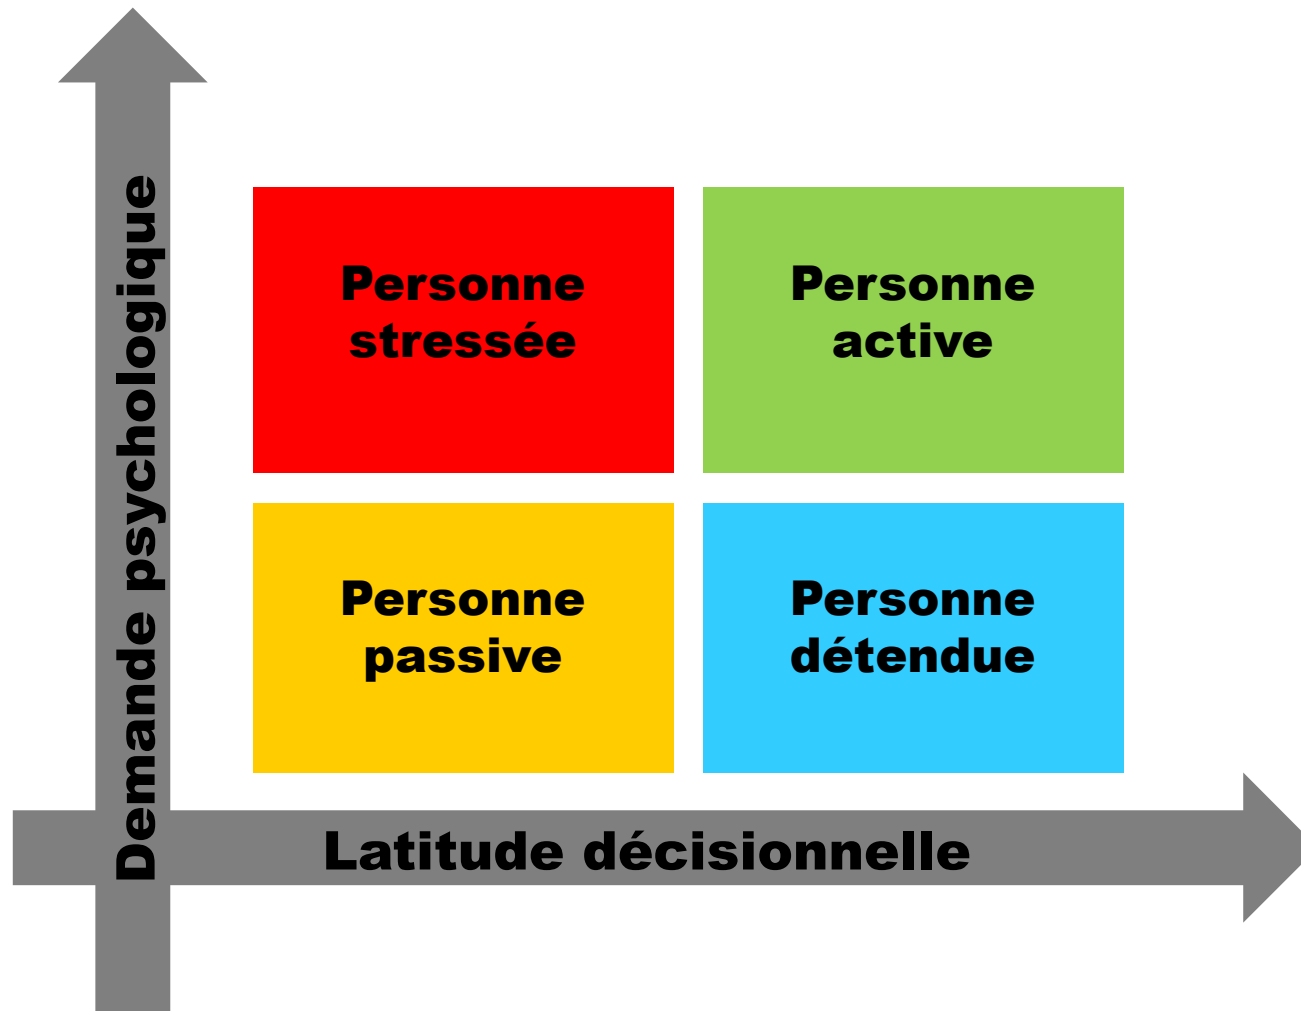 Demande psychologique
Personne
stressée
Personne
active
Personne
passive
Personne
détendue
Latitude décisionnelle